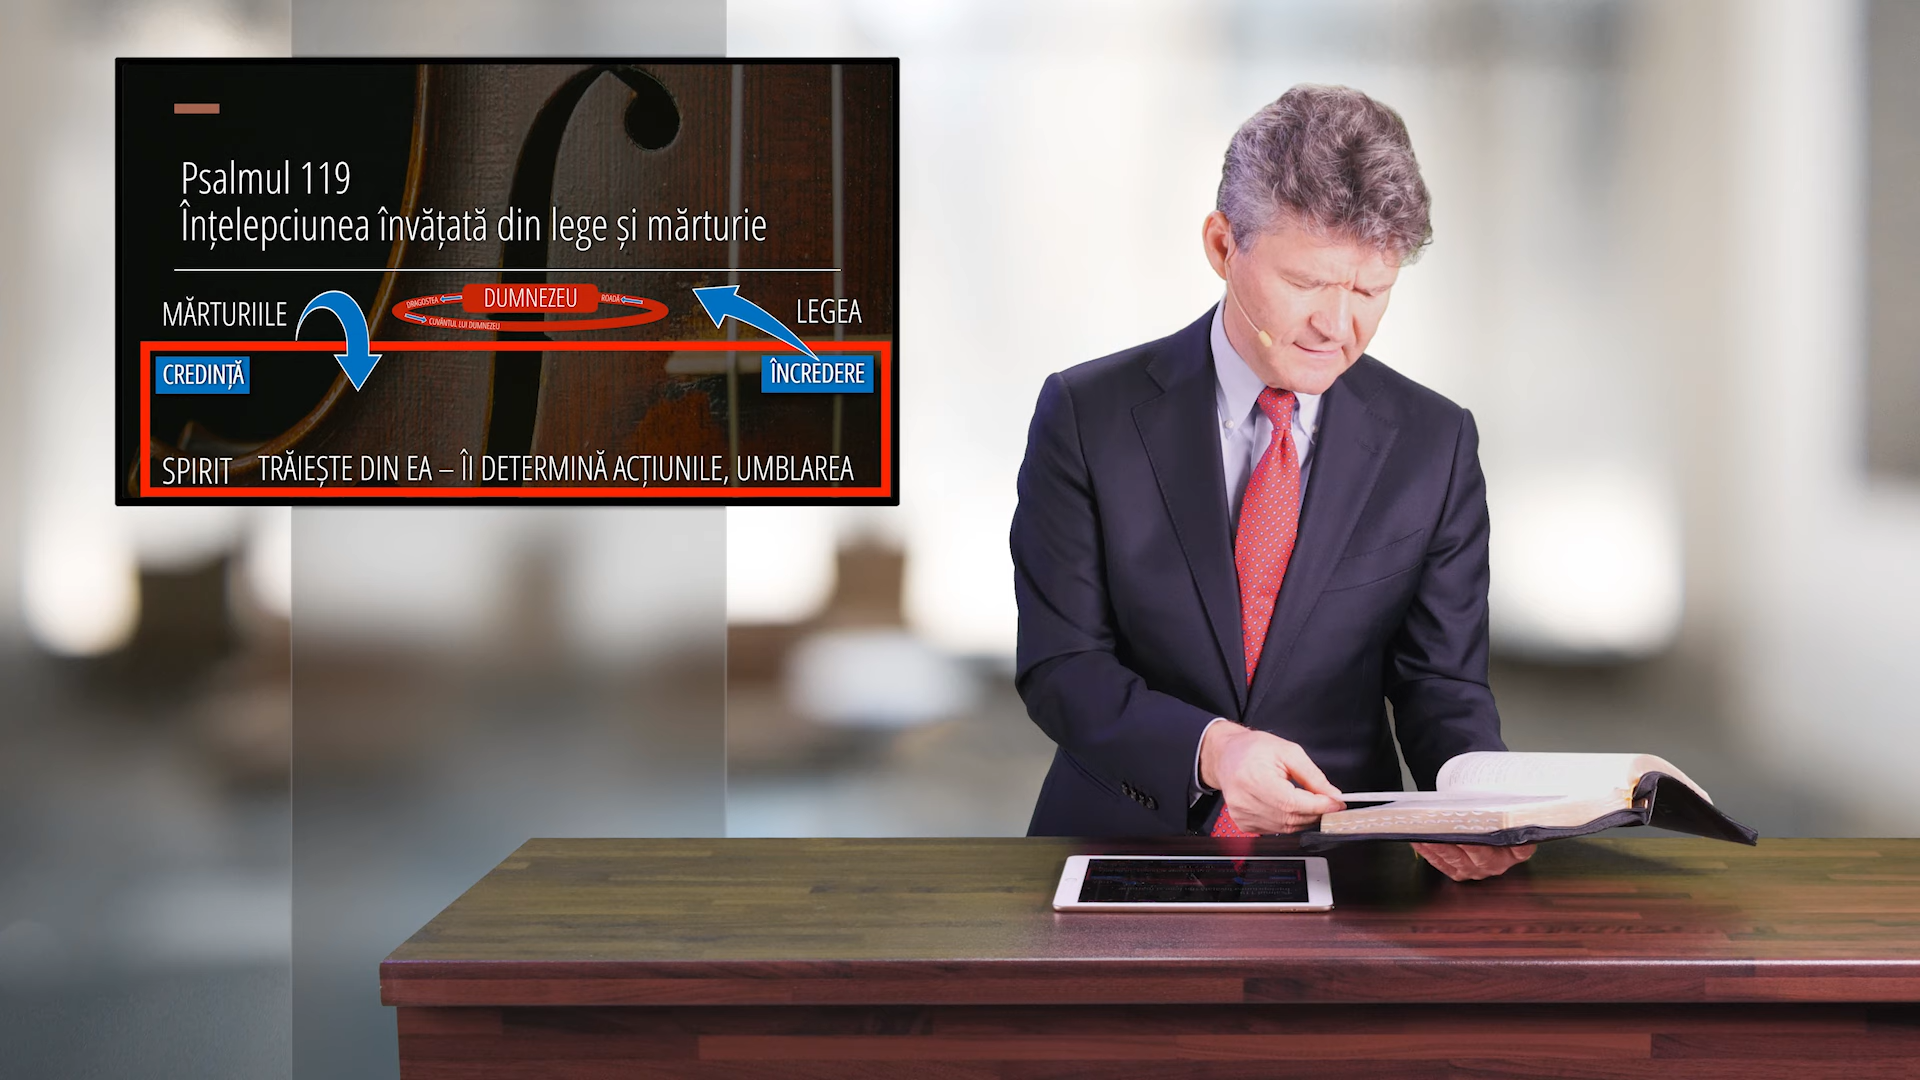 Psalmul 119
Înțelepciunea învățată din lege și mărturie
MĂRTURIILE
DRAGOSTEA
DUMNEZEU
ROADĂ
CUVÂNTUL LUI DUMNEZEU
LEGEA
CREDINȚĂ
ÎNCREDERE
SPIRIT TRĂIEȘTE DIN EA – ÎI DETERMINĂ ACȚIUNILE, UMBLAREA